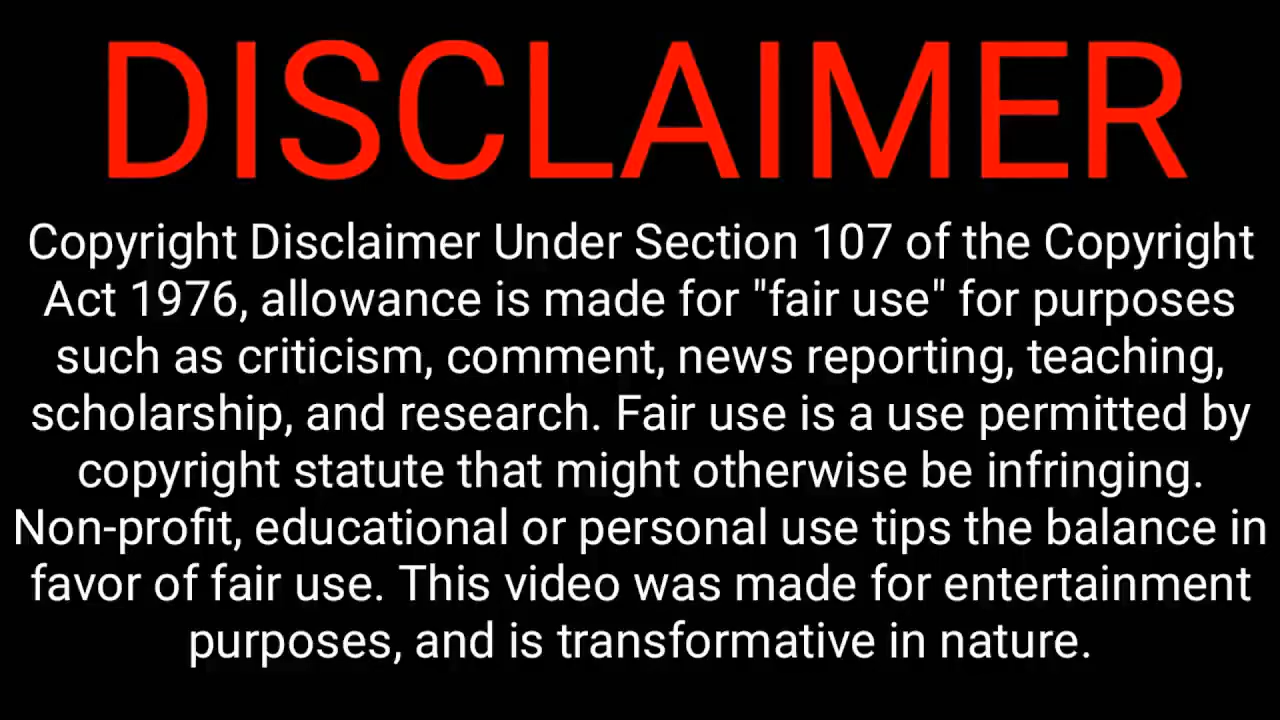 DISCLAIMER
Copyright Disclaimer Under Section 107 of the Copyright
Act 1976, allowance is made for "fair use" for purposes
such as criticism, comment, news reporting, teaching,
scholarship, and research. Fair use is a use permitted by
copyright statute that might otherwise be infringing.
Non-profit, educational or personal use tips the balance in
favor of fair use. This video was made for entertainment
purposes, and is transformative in nature.